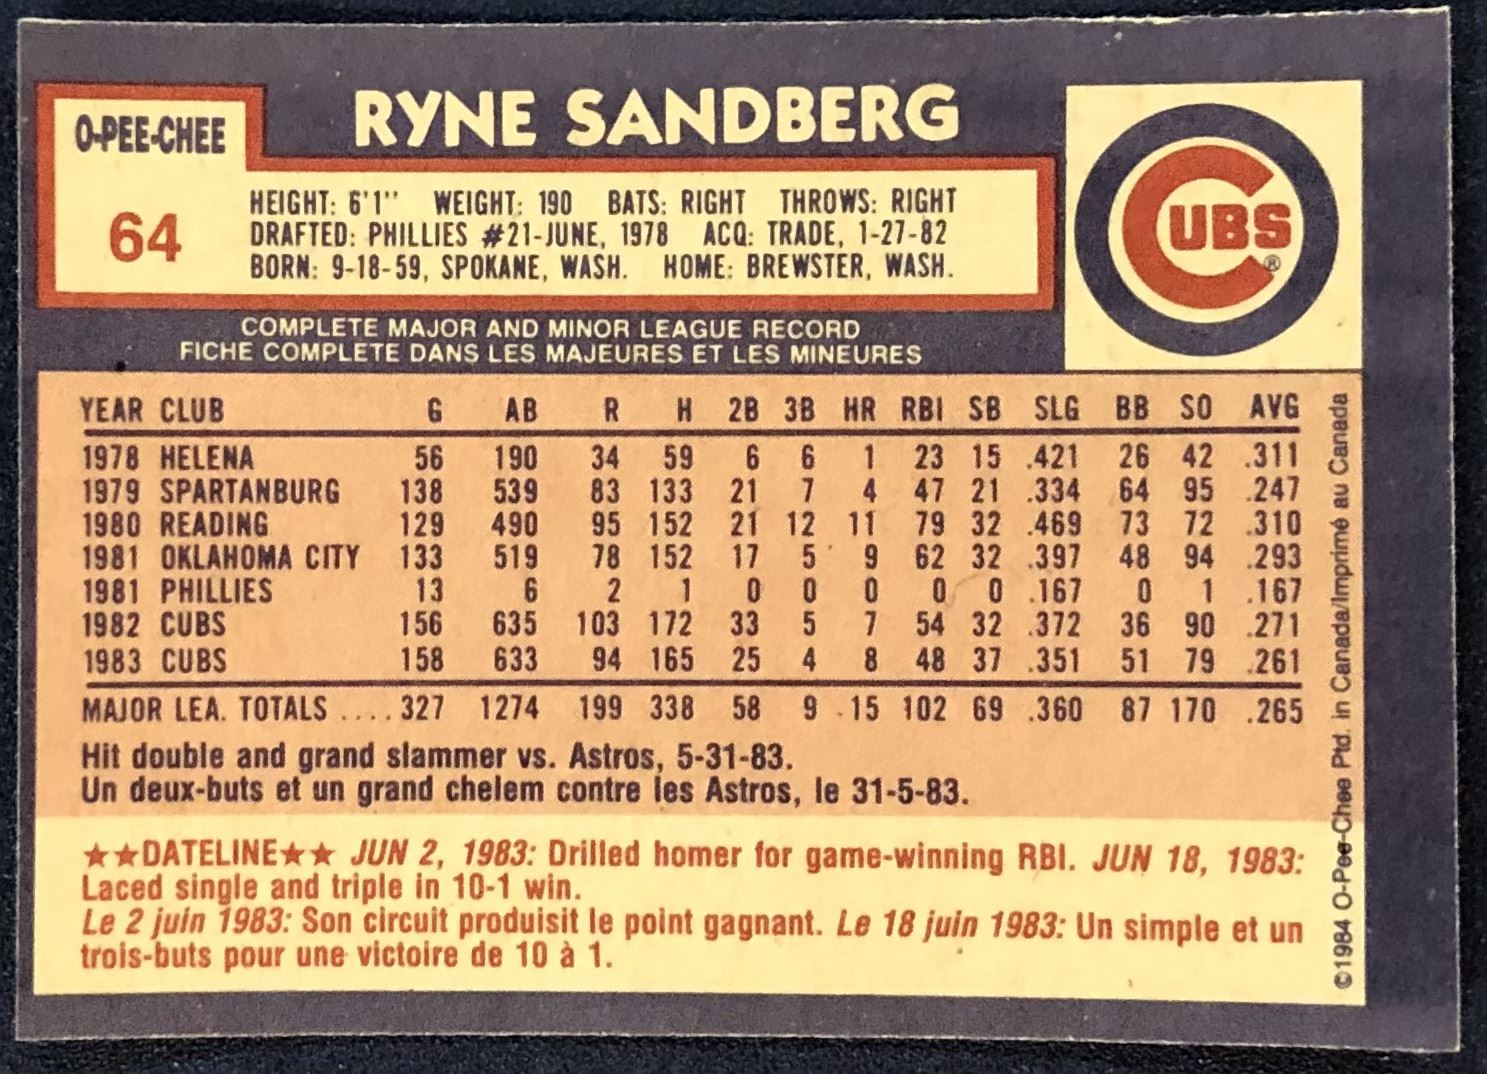 O-PEE-CHEE
64
RYNE SANDBERG
HEIGHT: 6'1" WEIGHT: 190 BATS: RIGHT THROWS: RIGHT
DRAFTED: PHILLIES #21-JUNE, 1978 ACQ: TRADE, 1-27-82
BORN: 9-18-59, SPOKANE, WASH. HOME: BREWSTER, WASH.
CUBS ®
COMPLETE MAJOR AND MINOR LEAGUE RECORD
FICHE COMPLETE DANS LES MAJEURES ET LES MINEURES
YEAR CLUB G AB R H 2B 3B HR RBI SB SLG BB SO AVG
1978 HELENA 56 190 34 59 6 6 1 23 15 .421 26 42 .311
1979 SPARTANBURG 138 539 83 133 21 7 4 47 21 .334 64 95 .247
1980 READING 129 490 95 152 21 12 11 79 32 .469 73 72 .310
1981 OKLAHOMA CITY 133 519 78 152 17 5 9 62 32 .397 48 94 .293
1981 PHILLIES 13 6 2 1 0 0 0 0 0 .167 0 1 .167
1982 CUBS 156 635 103 172 33 5 7 54 32 .372 36 90 .271
1983 CUBS 158 633 94 165 25 4 8 48 37 .351 51 79 .261
MAJOR LEA. TOTALS .... 327 1274 199 338 58 9 15 102 69 .360 87 170 .265
Hit double and grand slammer vs. Astros, 5-31-83.
Un deux-buts et un grand chelem contre les Astros, le 31-5-83.
★★DATELINE★★ JUN 2, 1983: Drilled homer for game-winning RBI. JUN 18, 1983:
Laced single and triple in 10-1 win.
Le 2 juin 1983: Son circuit produisit le point gagnant. Le 18 juin 1983: Un simple et un
trois-buts pour une victoire de 10 à 1.
©1984 O-Pee-Chee Ptd. in Canada/Imprimé au Canada